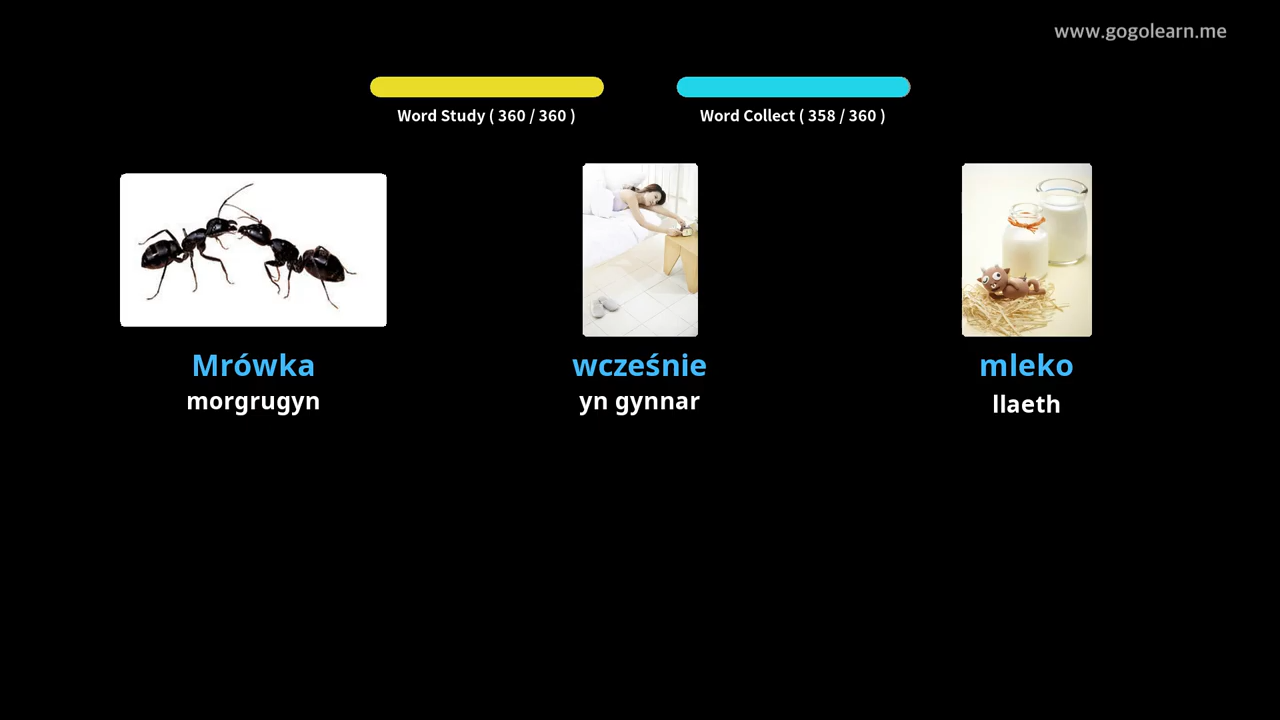 www.gogolearn.me
Word Study ( 360 / 360 )
Word Collect ( 358 / 360 )
Mrówka
wcześnie
mleko
morgrugyn
yn gynnar
llaeth